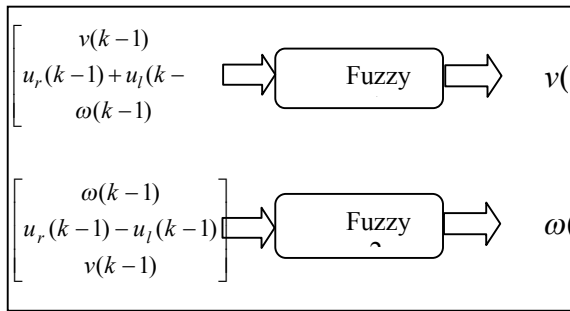 v(k−1)
u_r(k−1)+u_l(k−
ω(k−1)
Fuzzy
v(
ω(k−1)
u_r(k−1)−u_l(k−1)
v(k−1)
Fuzzy
ω(